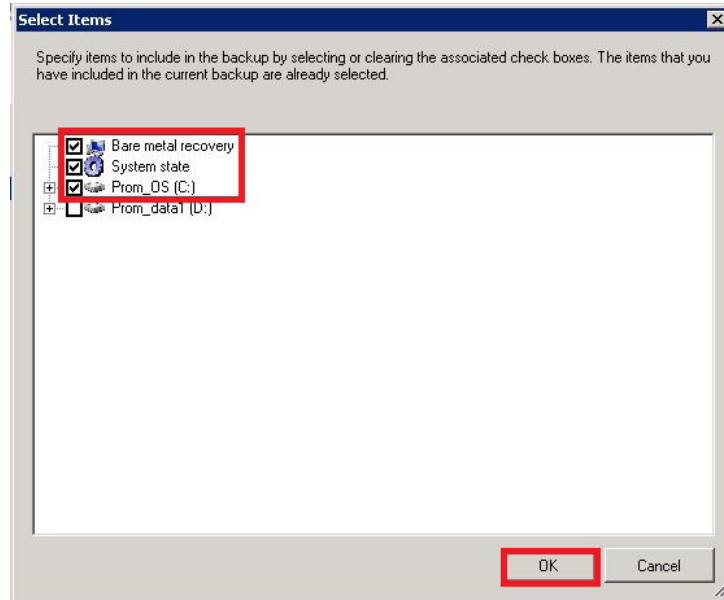 Select Items
Specify items to include in the backup by selecting or clearing the associated check boxes. The items that you
have included in the current backup are already selected.
Bare metal recovery
System state
Prom_OS (C:)
Prom_data1 (D:)
OK
Cancel